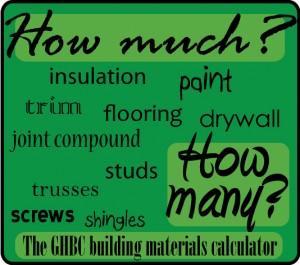 How much?
insulation paint
trim flooring drywall
joint compound
studs
How many?
trusses
screws shingles
The GHBC building materials calculator